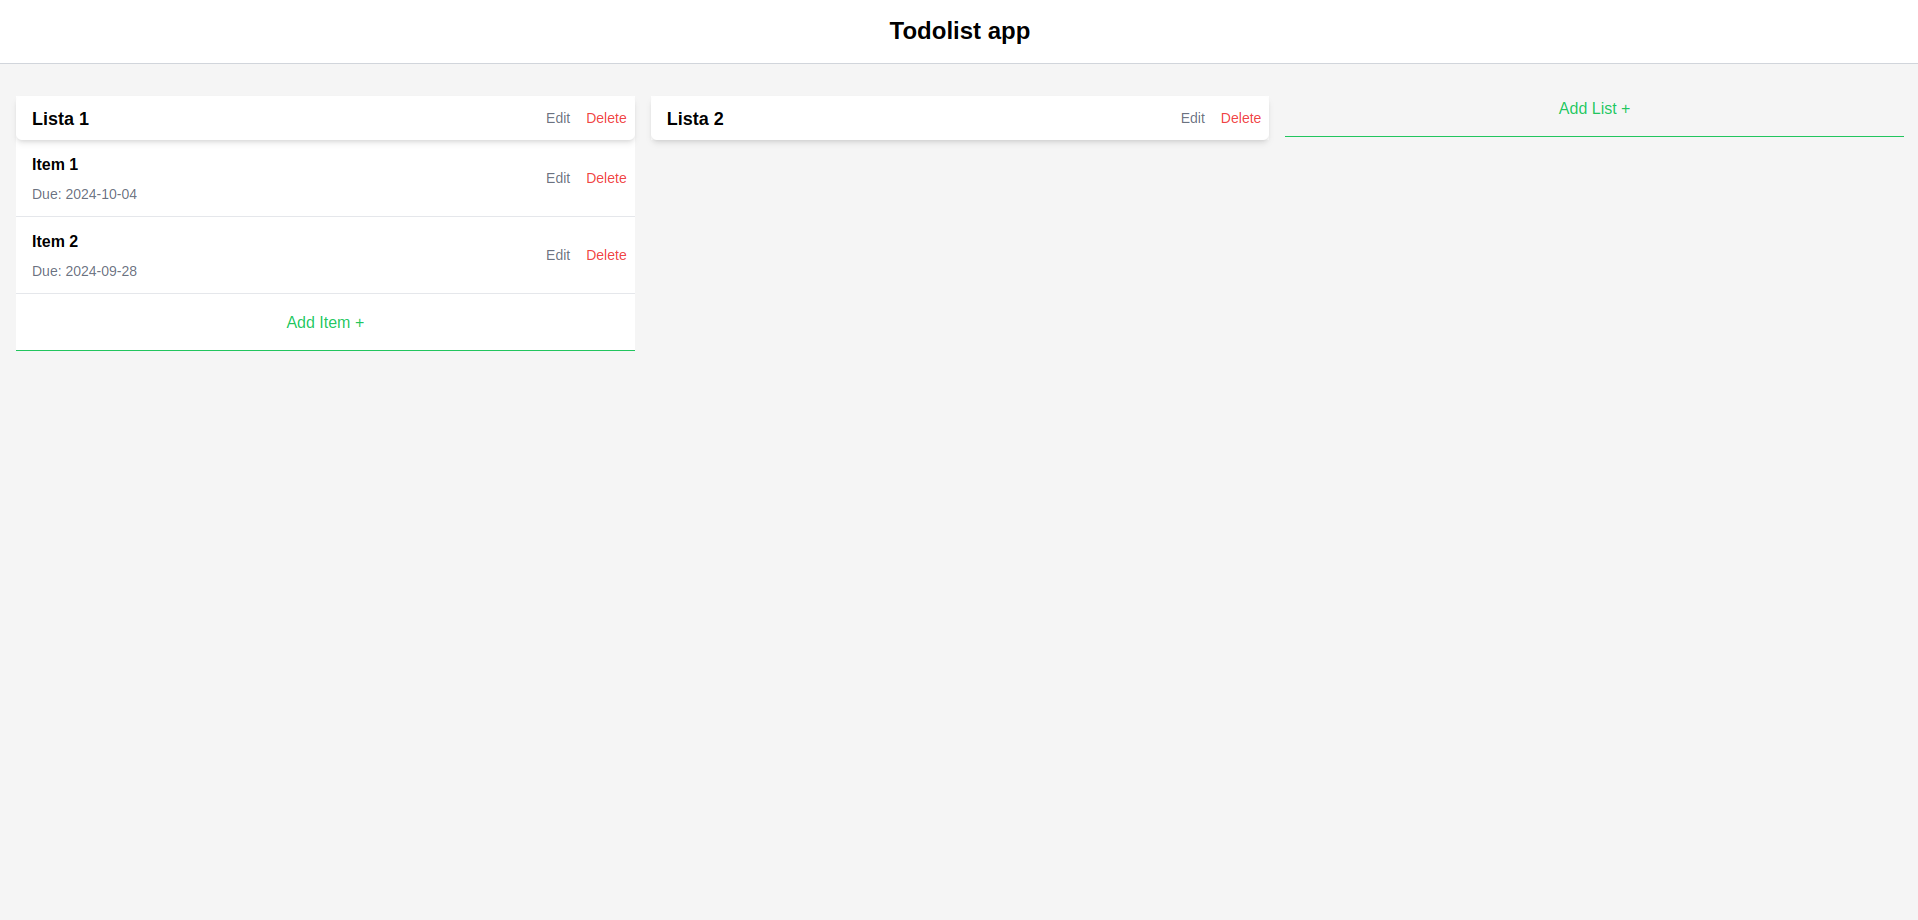 Todolist app
Lista 1 Edit Delete
Item 1
Due: 2024-10-04
Edit Delete
Item 2
Due: 2024-09-28
Edit Delete
Add Item +
Lista 2 Edit Delete
Add List +